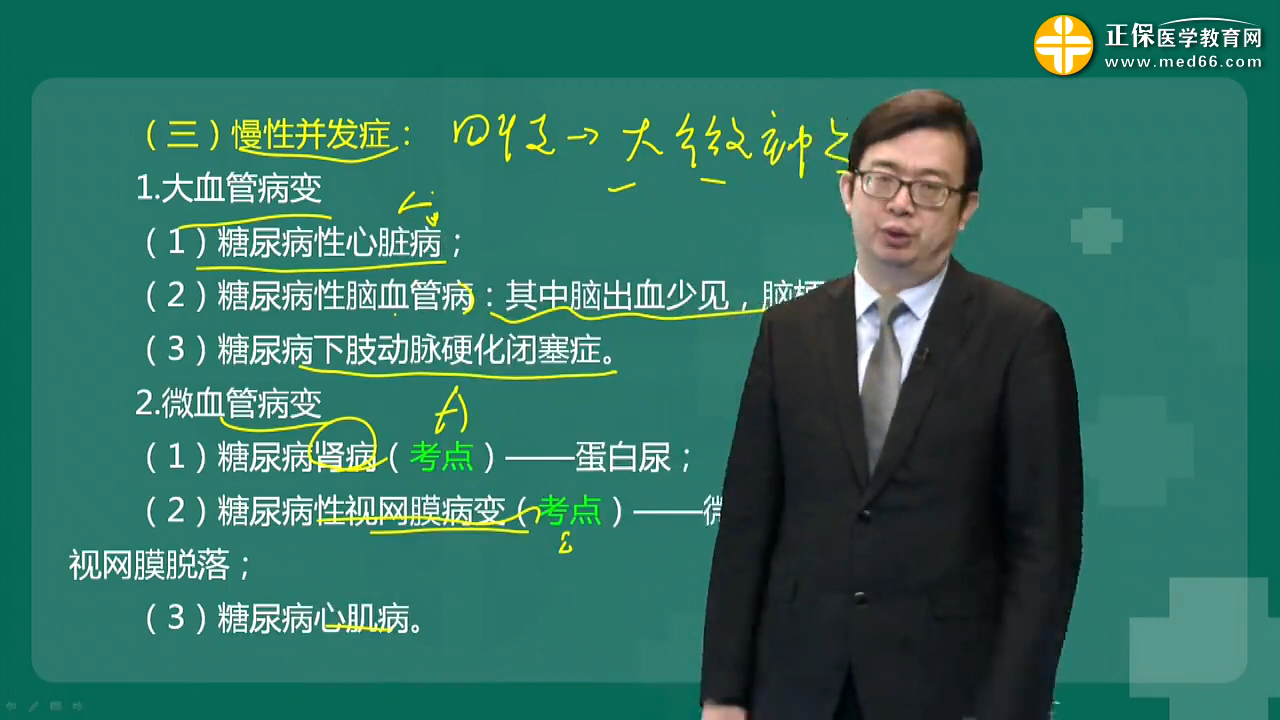 正保医学教育网
www.med66.com
（三）慢性并发症：
1.大血管病变
（1）糖尿病性心脏病；
（2）糖尿病性脑血管病：其中脑出血少见，脑梗
（3）糖尿病下肢动脉硬化闭塞症。
2.微血管病变
（1）糖尿病肾病（考点）——蛋白尿；
（2）糖尿病性视网膜病变（考点）——微
视网膜脱落；
（3）糖尿病心肌病。